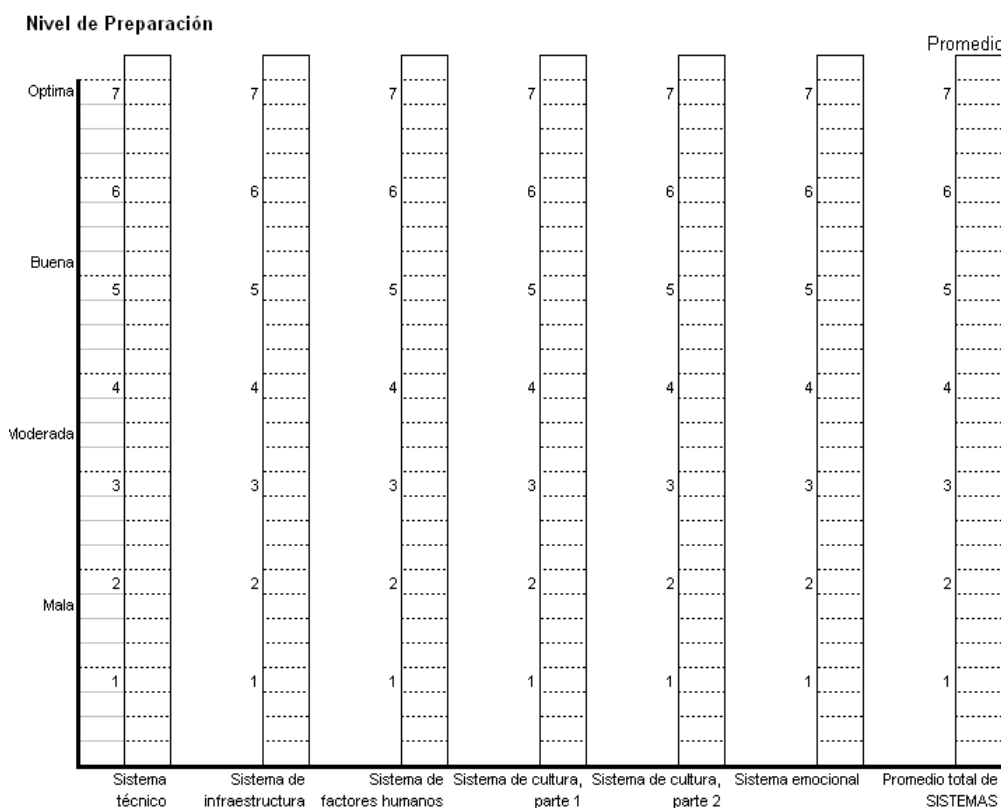 Nivel de Preparación
Promedio
Optima 7 7 7 7 7 7 7
6 6 6 6 6 6 6
Buena
5 5 5 5 5 5 5
4 4 4 4 4 4 4
Moderada
3 3 3 3 3 3 3
2 2 2 2 2 2 2
Mala
1 1 1 1 1 1 1
Sistema técnico
Sistema de infraestructura
Sistema de factores humanos
Sistema de cultura, parte 1
Sistema de cultura, parte 2
Sistema emocional
Promedio total de SISTEMAS